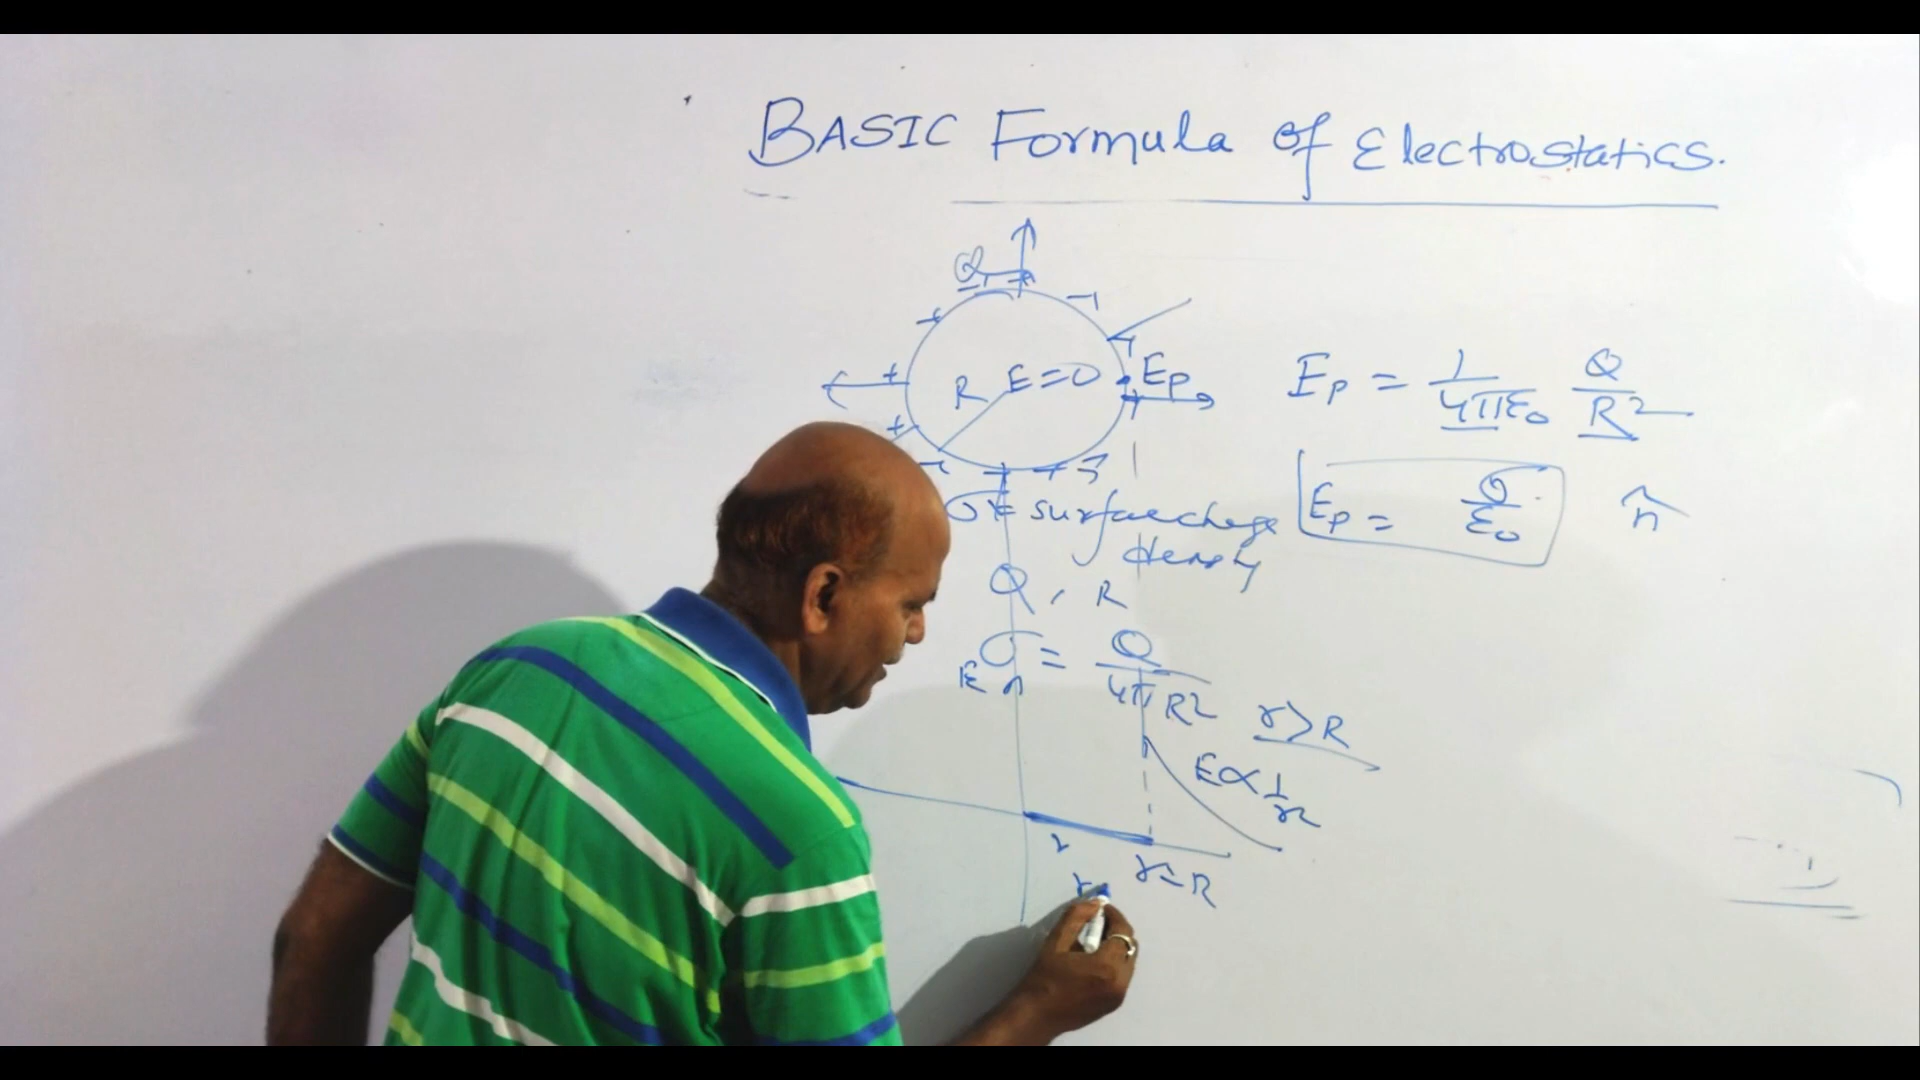 BASIC Formula of Electrostatics.
Q
+ +
+ +
+ R E=0 Ep
+ +
+ +
Ep = 1/4πε₀ Q/R²
σ = surface charge density
Ep = σ/ε₀ n̂
Q, R
σ = Q/4πR²
E
r>R
E∝1/r²
r
r=R
r